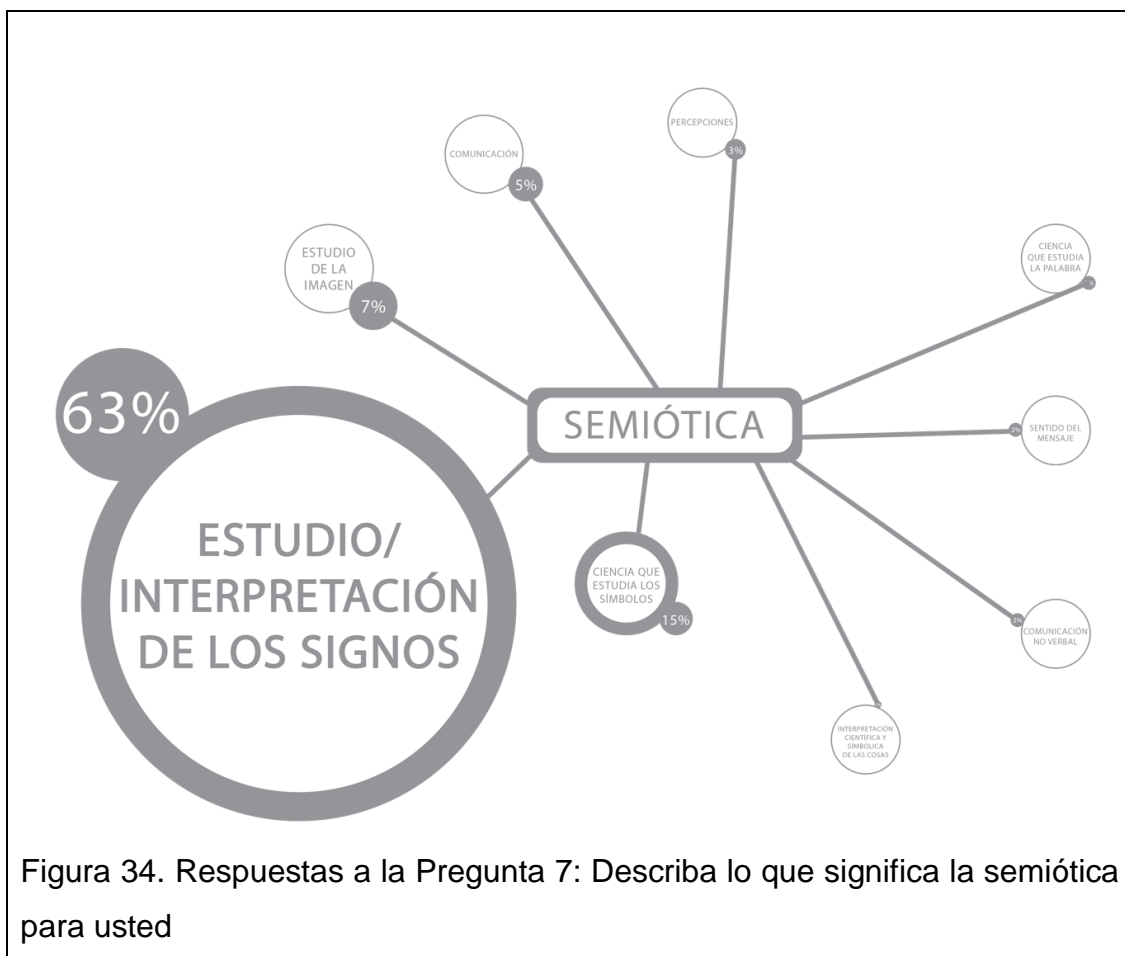 PERCEPCIONES
3%
COMUNICACIÓN
5%
ESTUDIO
DE LA
IMAGEN
7%
CIENCIA
QUE ESTUDIA
LA PALABRA
63%
SEMIÓTICA
2%
SENTIDO DEL
MENSAJE
ESTUDIO/
INTERPRETACIÓN
DE LOS SIGNOS
CIENCIA QUE
ESTUDIA LOS
SÍMBOLOS
15%
2%
COMUNICACIÓN
NO VERBAL
INTERPRETACIÓN
CIENTÍFICA Y
SÍMBOLICA
DE LAS COSAS
Figura 34. Respuestas a la Pregunta 7: Describa lo que significa la semiótica
para usted